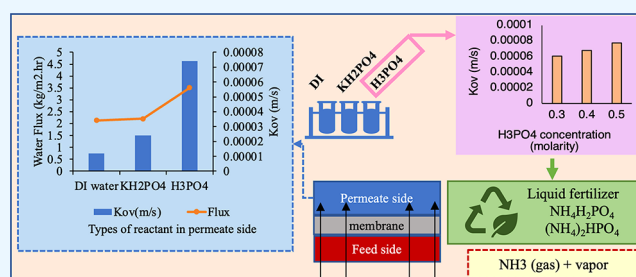 5
4.5
4
3.5
3
2.5
2
1.5
1
0.5
0
Water Flux (kg/m2.hr)
0.00008
0.00007
0.00006
0.00005
0.00004
0.00003
0.00002
0.00001
0
Kov (m/s)
DI water KH2PO4 H3PO4
Kov(m/s) Flux
Types of reactant in permeate side
DI
KH2PO4
H3PO4
Kov (m/s)
0.0001
0.00008
0.00006
0.00004
0.00002
0
0.3 0.4 0.5
H3PO4 concentration
(molarity)
Permeate side
membrane
Feed side
Liquid fertilizer
NH4H2PO4
(NH4)2HPO4
NH3 (gas) + vapor